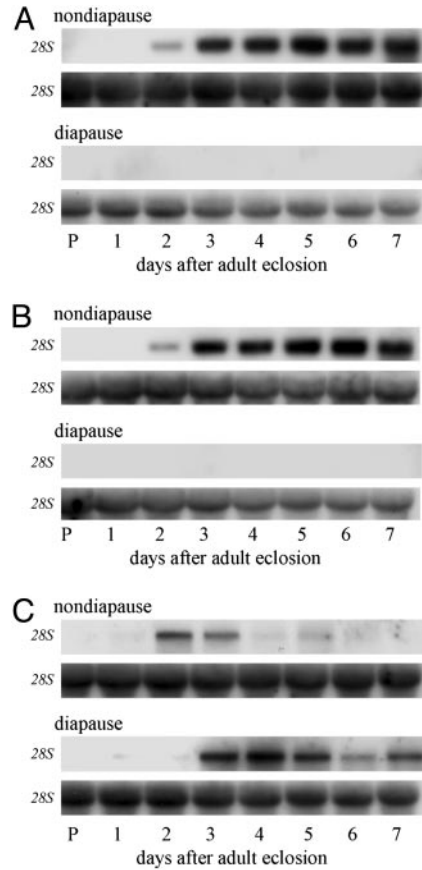 A
nondiapause
28S
28S
diapause
28S
28S
P 1 2 3 4 5 6 7
days after adult eclosion
B
nondiapause
28S
28S
diapause
28S
28S
P 1 2 3 4 5 6 7
days after adult eclosion
C
nondiapause
28S
28S
diapause
28S
28S
P 1 2 3 4 5 6 7
days after adult eclosion